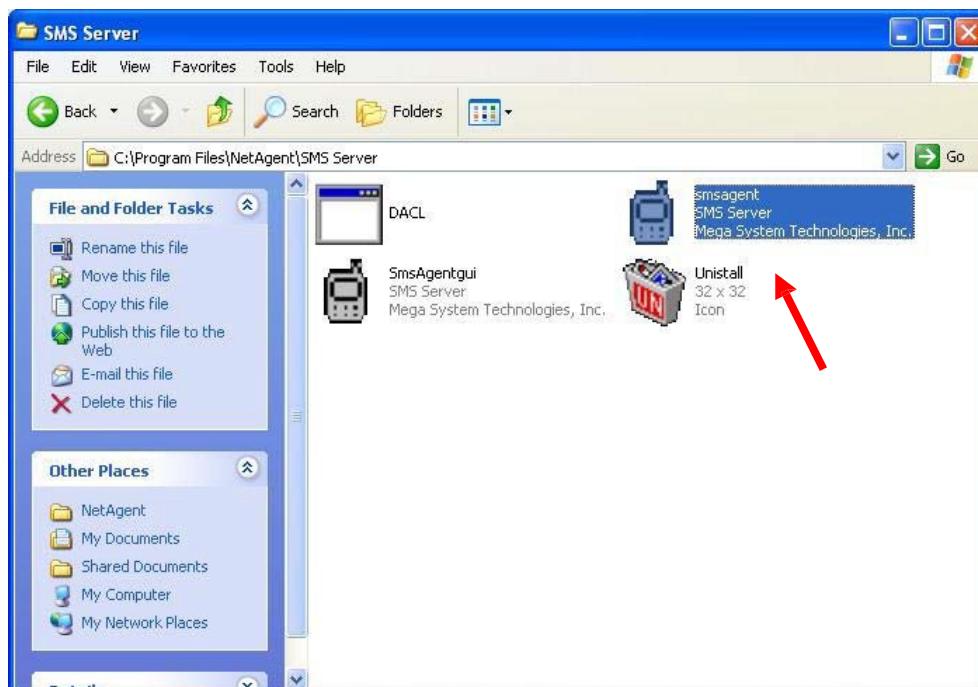 SMS Server
File Edit View Favorites Tools Help
Back Search Folders
Address C:\Program Files\NetAgent\SMS Server Go
File and Folder Tasks
Rename this file
Move this file
Copy this file
Publish this file to the
Web
E-mail this file
Delete this file
Other Places
NetAgent
My Documents
Shared Documents
My Computer
My Network Places
DACL
smsagent
SMS Server
Mega System Technologies, Inc.
SmsAgentgui
SMS Server
Mega System Technologies, Inc.
Unistall
32 x 32
Icon
UN